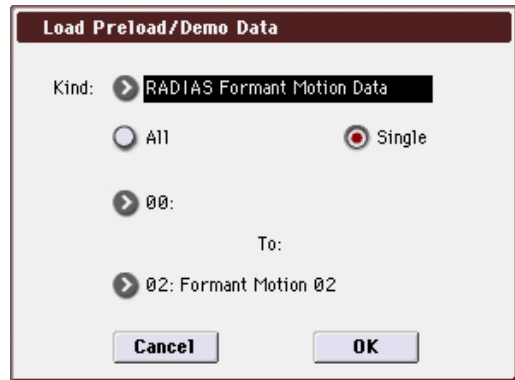 Load Preload/Demo Data
Kind: RADIAS Formant Motion Data
All Single
00:
To:
02: Formant Motion 02
Cancel OK